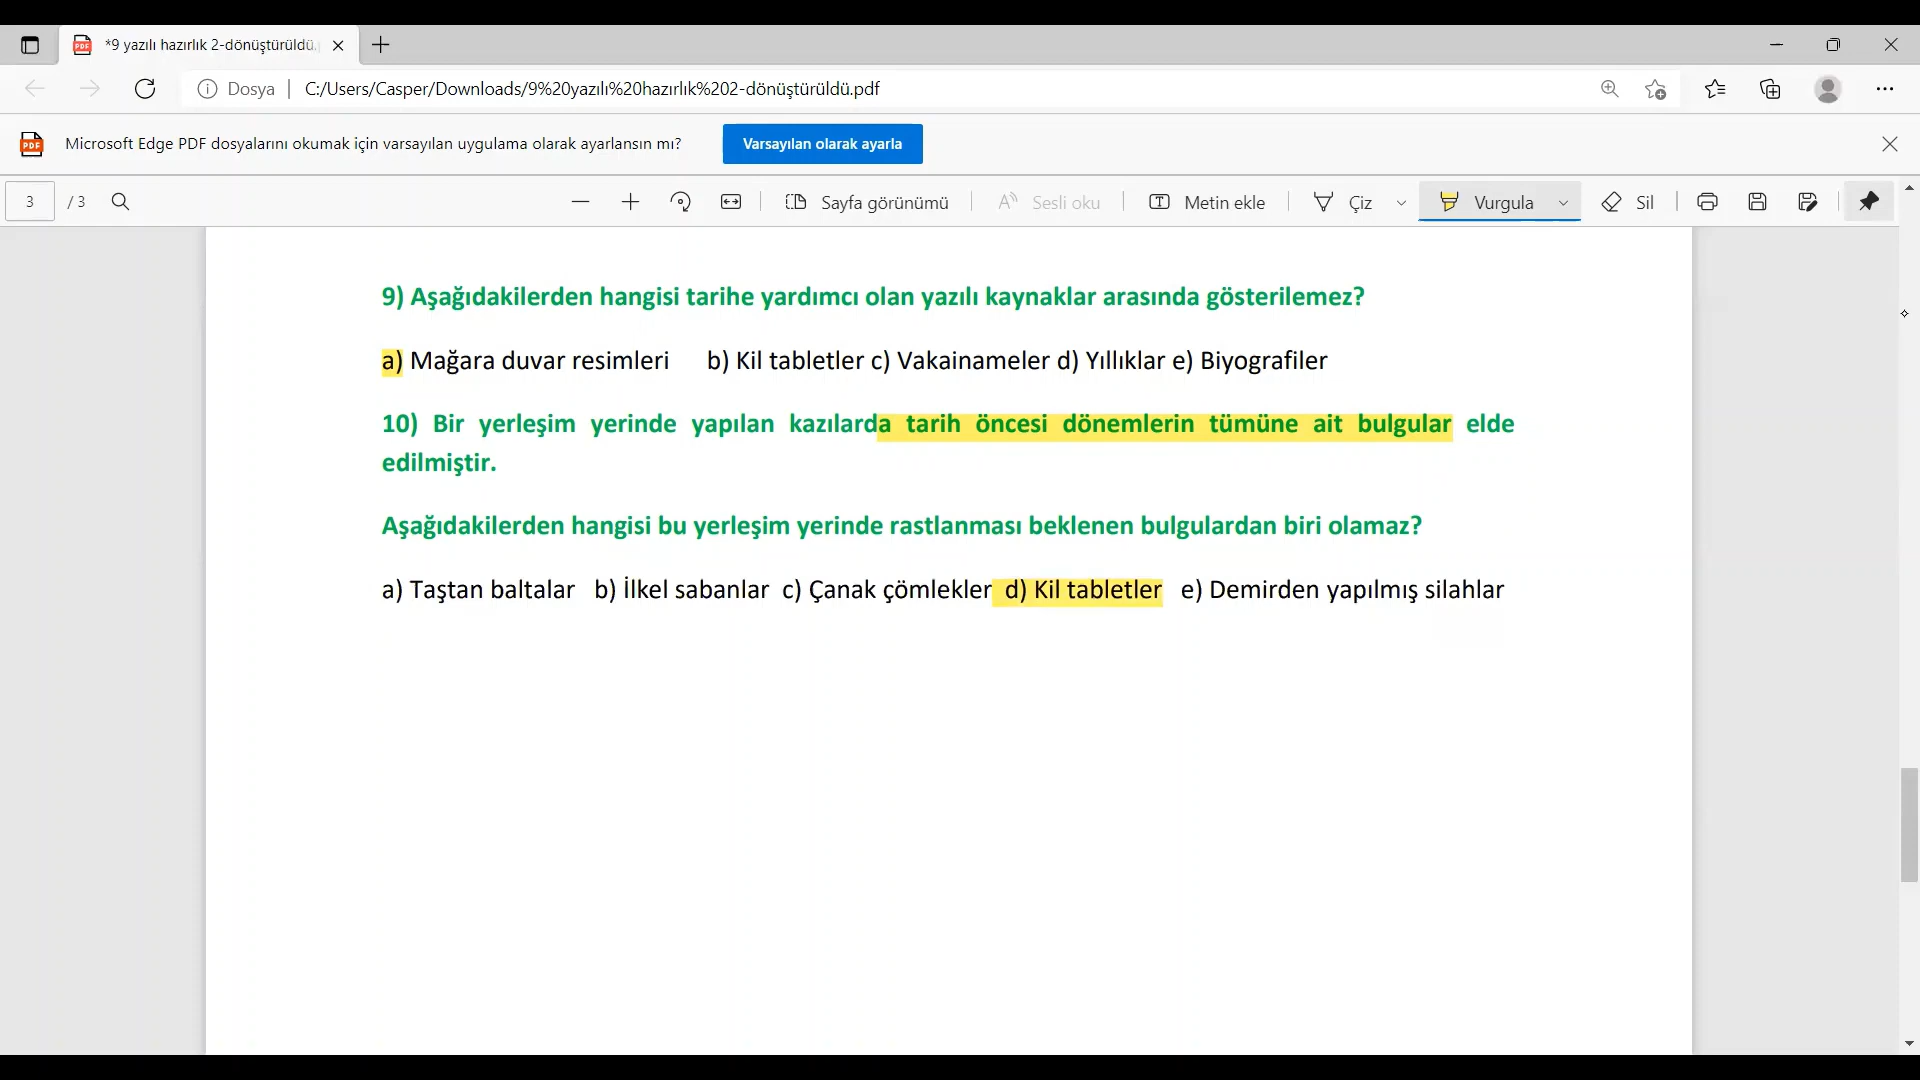 *9 yazılı hazırlık 2-dönüştürüldü.
Dosya | C:/Users/Casper/Downloads/9%20yazılı%20hazırlık%202-dönüştürüldü.pdf
PDF Microsoft Edge PDF dosyalarını okumak için varsayılan uygulama olarak ayarlansın mı? Varsayılan olarak ayarla
3 / 3 Sayfa görünümü Sesli oku Metin ekle Çiz Vurgula Sil
9) Aşağıdakilerden hangisi tarihe yardımcı olan yazılı kaynaklar arasında gösterilemez?
a) Mağara duvar resimleri b) Kil tabletler c) Vakainameler d) Yıllıklar e) Biyografiler
10) Bir yerleşim yerinde yapılan kazılarda tarih öncesi dönemlerin tümüne ait bulgular elde
edilmiştir.
Aşağıdakilerden hangisi bu yerleşim yerinde rastlanması beklenen bulgulardan biri olamaz?
a) Taştan baltalar b) İlkel sabanlar c) Çanak çömlekler d) Kil tabletler e) Demirden yapılmış silahlar